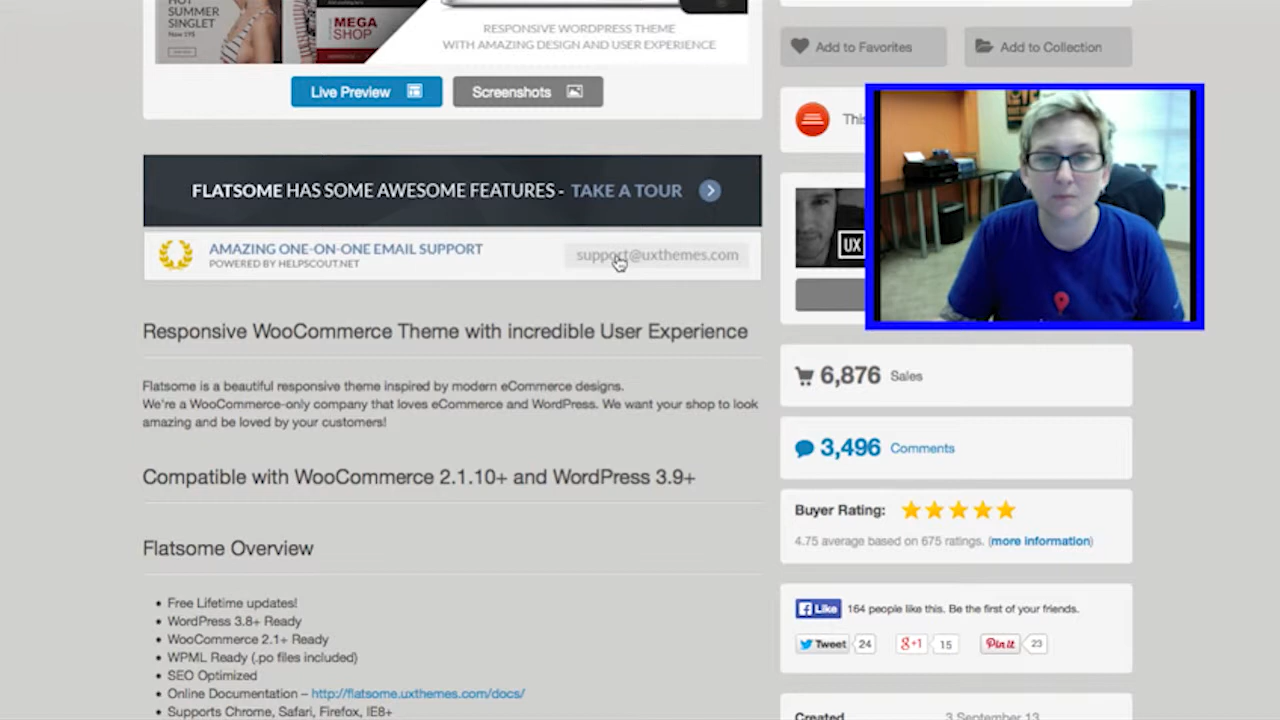 HOT
SUMMER
SINGLET
Now 19$
MEGA
SHOP
RESPONSIVE WORDPRESS THEME
WITH AMAZING DESIGN AND USER EXPERIENCE
Live Preview
Screenshots
FLATSOME HAS SOME AWESOME FEATURES - TAKE A TOUR
AMAZING ONE-ON-ONE EMAIL SUPPORT
POWERED BY HELPSCOUT.NET
support@uxthemes.com
Responsive WooCommerce Theme with incredible User Experience
Flatsome is a beautiful responsive theme inspired by modern eCommerce designs.
We're a WooCommerce-only company that loves eCommerce and WordPress. We want your shop to look
amazing and be loved by your customers!
Compatible with WooCommerce 2.1.10+ and WordPress 3.9+
Flatsome Overview
• Free Lifetime updates!
• WordPress 3.8+ Ready
• WooCommerce 2.1+ Ready
• WPML Ready (.po files included)
• SEO Optimized
• Online Documentation – http://flatsome.uxthemes.com/docs/
• Supports Chrome, Safari, Firefox, IE8+
Add to Favorites
Add to Collection
This
UX
6,876 Sales
3,496 Comments
Buyer Rating:
4.75 average based on 675 ratings. (more information)
Like 164 people like this. Be the first of your friends.
Tweet 24 g+1 15 Pin it 23
Created 3 September 13